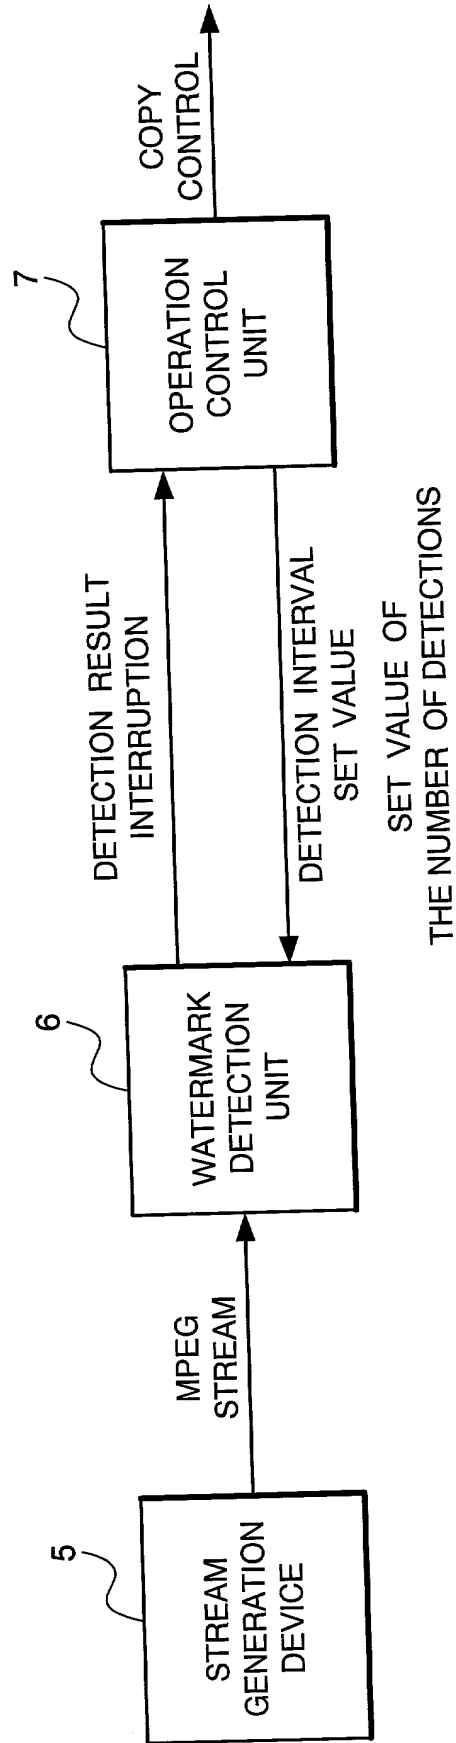 5
STREAM
GENERATION
DEVICE
MPEG
STREAM
6
WATERMARK
DETECTION
UNIT
DETECTION RESULT
INTERRUPTION
DETECTION INTERVAL
SET VALUE
SET VALUE OF
THE NUMBER OF DETECTIONS
7
OPERATION
CONTROL
UNIT
COPY
CONTROL